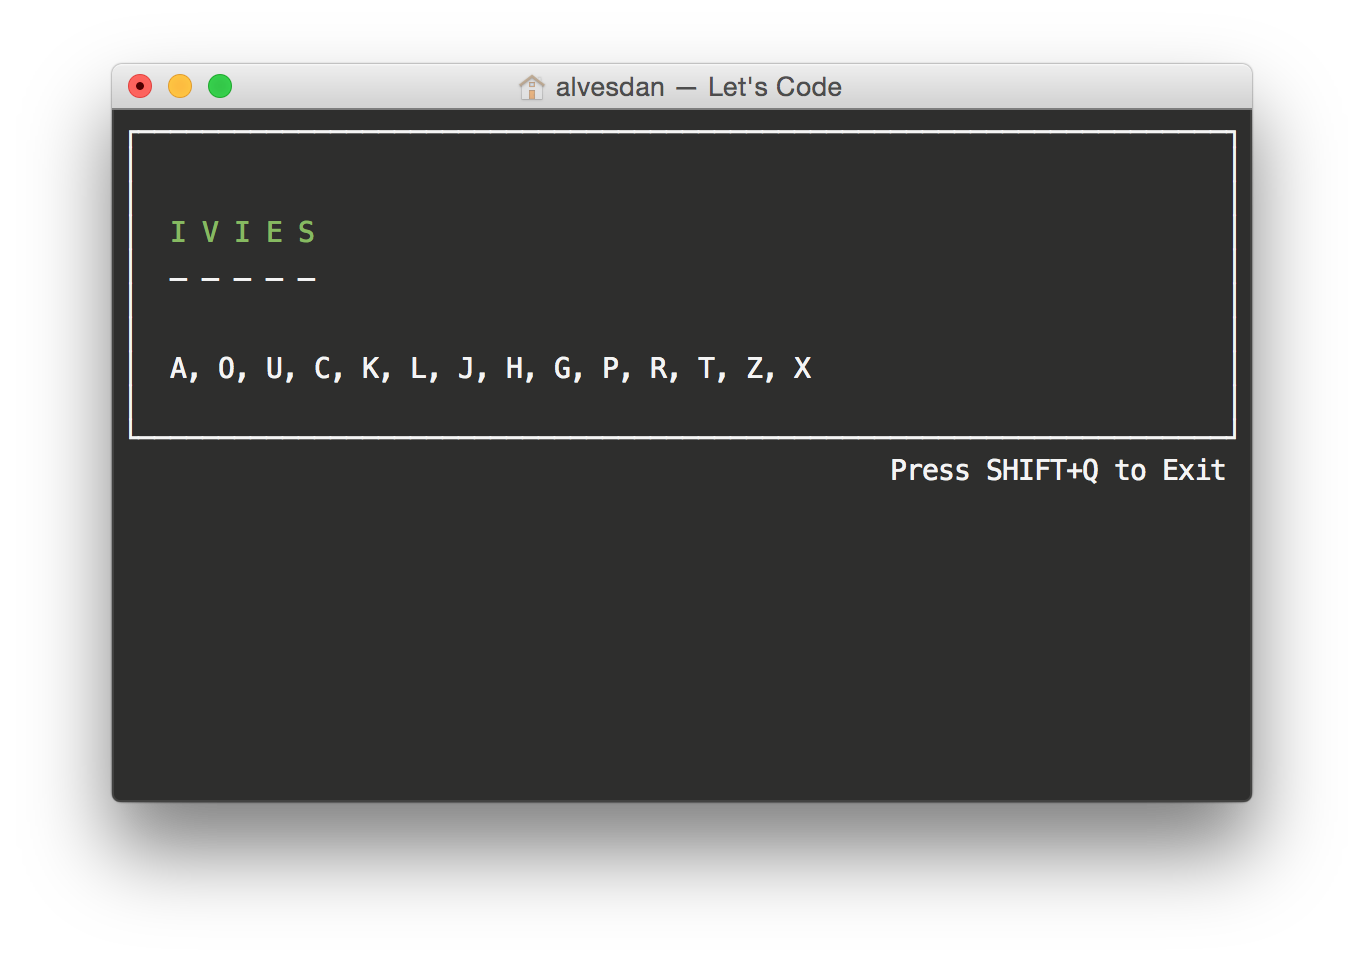 alvesdan — Let's Code
I V I E S
– – – – –
A, O, U, C, K, L, J, H, G, P, R, T, Z, X
Press SHIFT+Q to Exit